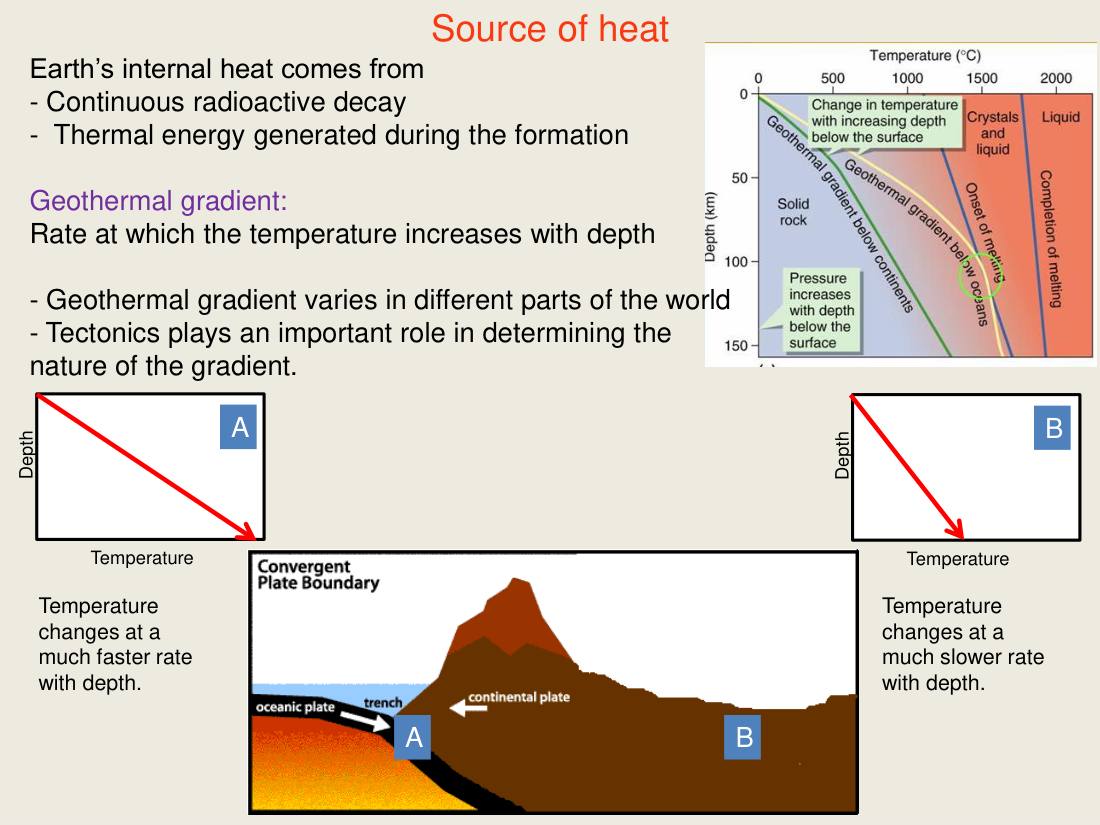 Source of heat
Earth’s internal heat comes from
- Continuous radioactive decay
-  Thermal energy generated during the formation
Geothermal gradient:
Rate at which the temperature increases with depth
- Geothermal gradient varies in different parts of the world
- Tectonics plays an important role in determining the
nature of the gradient.
Temperature (°C)
0 500 1000 1500 2000
Depth (km)
0
50
100
150
Change in temperature
with increasing depth
below the surface
Crystals
and
liquid
Liquid
Solid
rock
Geothermal gradient below continents
Geothermal gradient below oceans
Onset of melting
Completion of melting
Pressure
increases
with depth
below the
surface
A
Depth
Temperature
Temperature
changes at a
much faster rate
with depth.
B
Depth
Temperature
Temperature
changes at a
much slower rate
with depth.
Convergent
Plate Boundary
oceanic plate
trench
continental plate
A
B